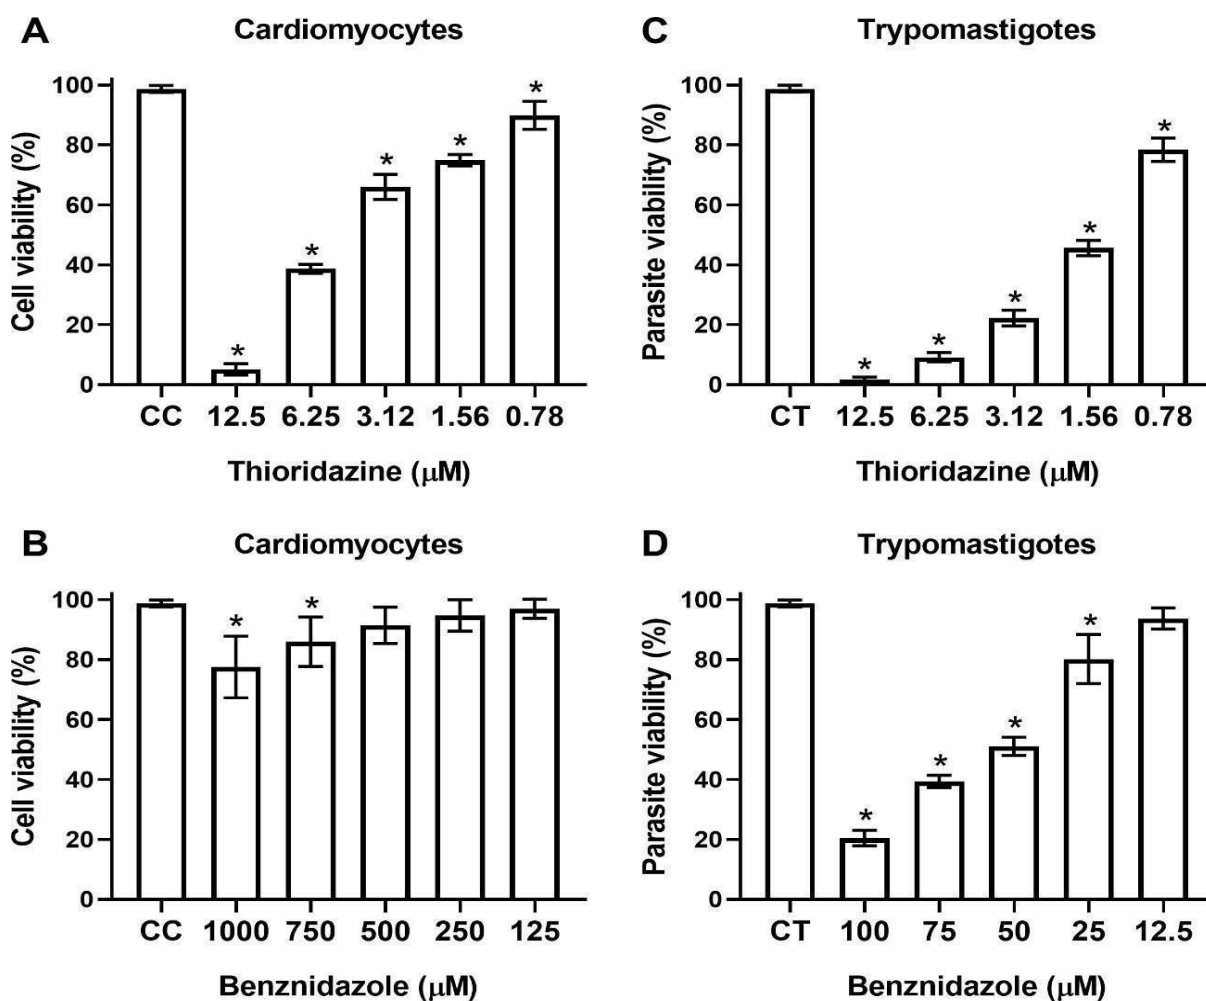 A
Cardiomyocytes
Cell viability (%)
100
80
60
40
20
0
* * * * *
CC 12.5 6.25 3.12 1.56 0.78
Thioridazine (μM)
C
Trypomastigotes
Parasite viability (%)
100
80
60
40
20
0
* * * * *
CT 12.5 6.25 3.12 1.56 0.78
Thioridazine (μM)
B
Cardiomyocytes
Cell viability (%)
100
80
60
40
20
0
* *
CC 1000 750 500 250 125
Benznidazole (μM)
D
Trypomastigotes
Parasite viability (%)
100
80
60
40
20
0
* * * *
CT 100 75 50 25 12.5
Benznidazole (μM)